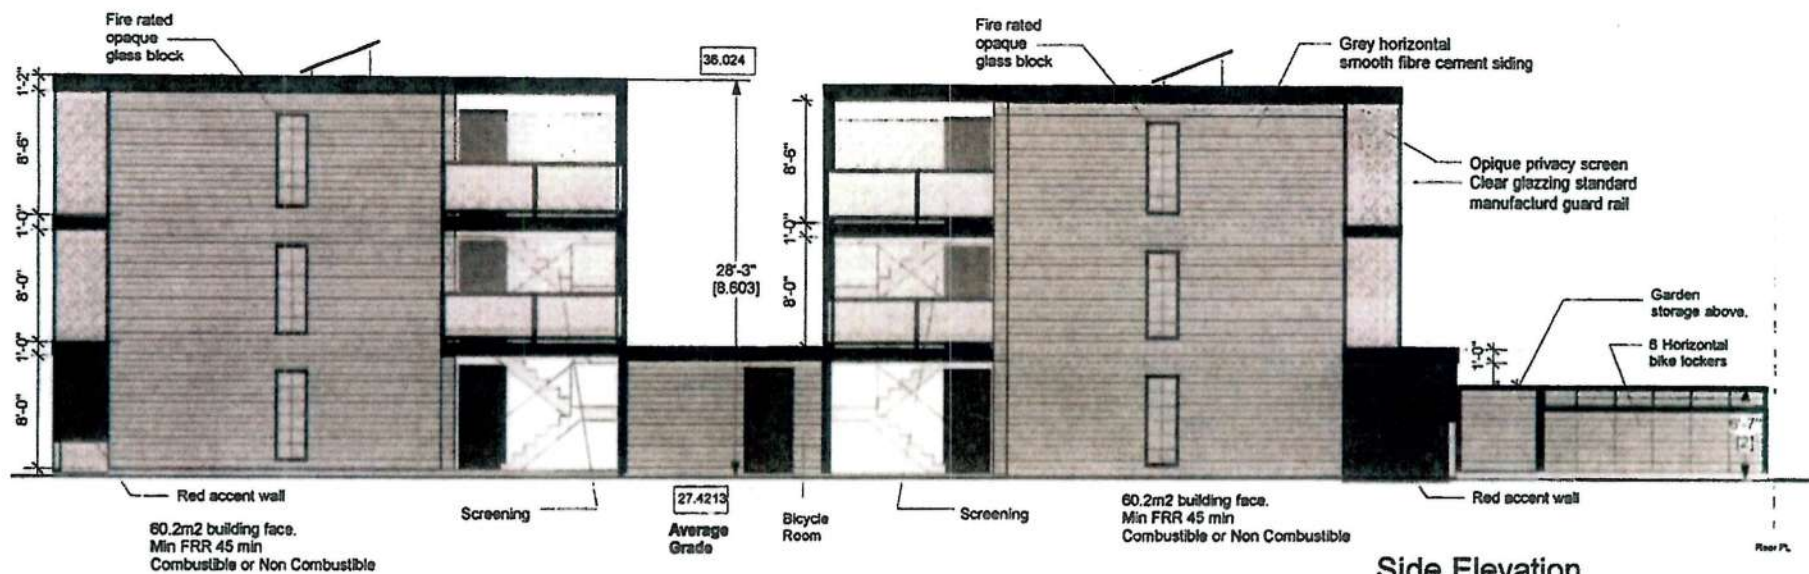 Fire rated
opaque
glass block
36.024
Fire rated
opaque
glass block
Grey horizontal
smooth fibre cement siding
1'-2"
8'-6"
1'-0"
8'-0"
1'-0"
8'-0"
28'-3"
[8.603]
8'-6"
1'-0"
8'-0"
Opique privacy screen
Clear glazzing standard
manufacturd guard rail
Garden
storage above.
6 Horizontal
bike lockers
1'-0"
6'-7"
[2]
Red accent wall
Screening
27.4213
Average
Grade
Bicycle
Room
Screening
Red accent wall
60.2m2 building face.
Min FRR 45 min
Combustible or Non Combustible
60.2m2 building face.
Min FRR 45 min
Combustible or Non Combustible
Rear PL
Side Elevation